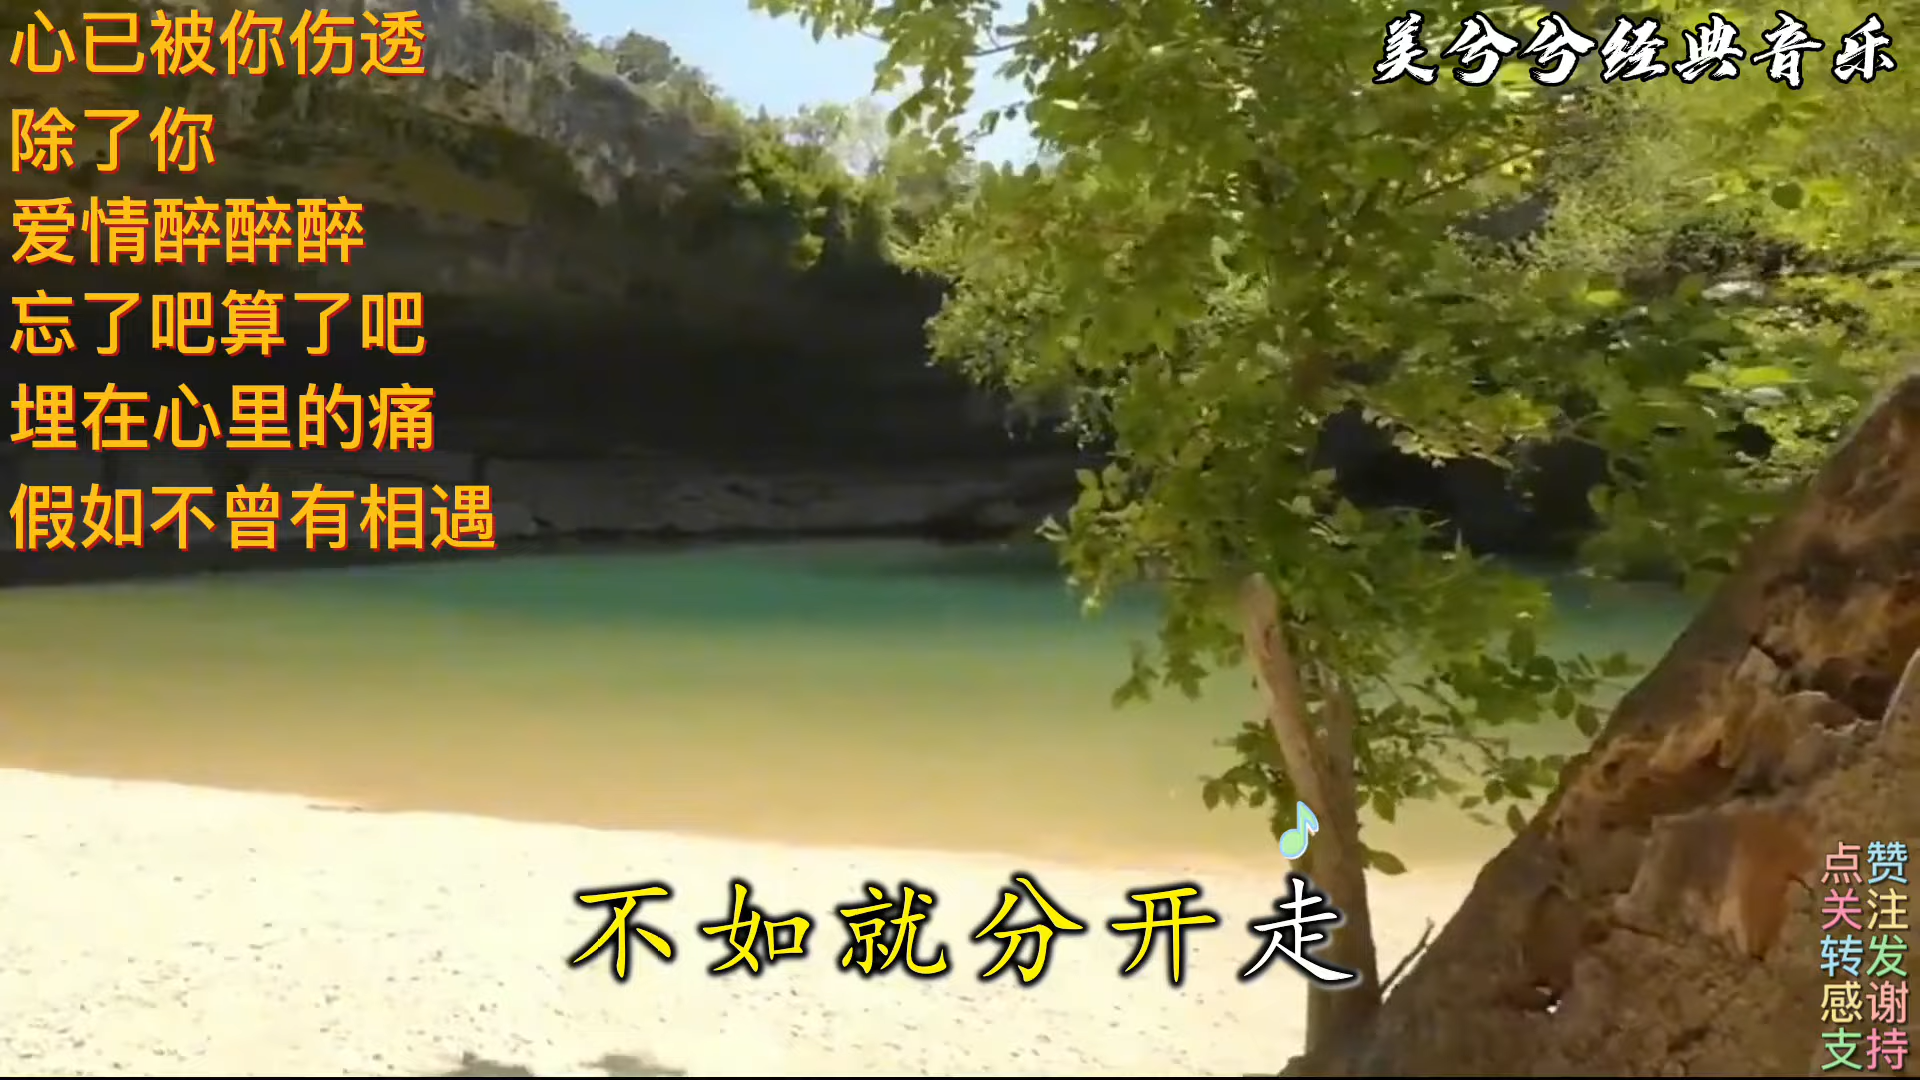 心已被你伤透
除了你
爱情醉醉醉
忘了吧算了吧
埋在心里的痛
假如不曾有相遇
美兮兮经典音乐
不如就分开走
点赞
关注
转发
感谢
支持